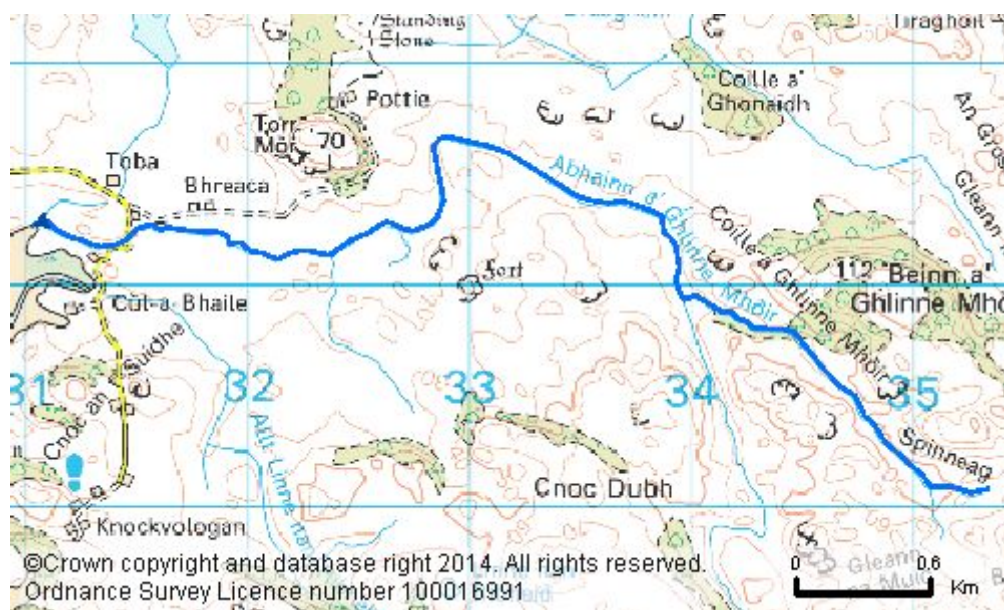 Standing
Stone
Tiraghoil
Pottie
Coille a'
Ghonaidh
Torr
Mòr
70
Toba
Bhreaca
An Gre
Gleann
Abhainn a' Ghlinne Mhòir
Coille a' Ghlinne Mhòir
Fort
112 Beinn a'
Ghlinne Mhò
Cùl-a Bhaile
31
32
33
34
35
Cnoc an t-Suidhe
Allt Linne nan
Spinneag
Cnoc Dubh
Knockvologan
Gleann
©Crown copyright and database right 2014. All rights reserved.
Ordnance Survey Licence number 100016991
0
0.6
Km